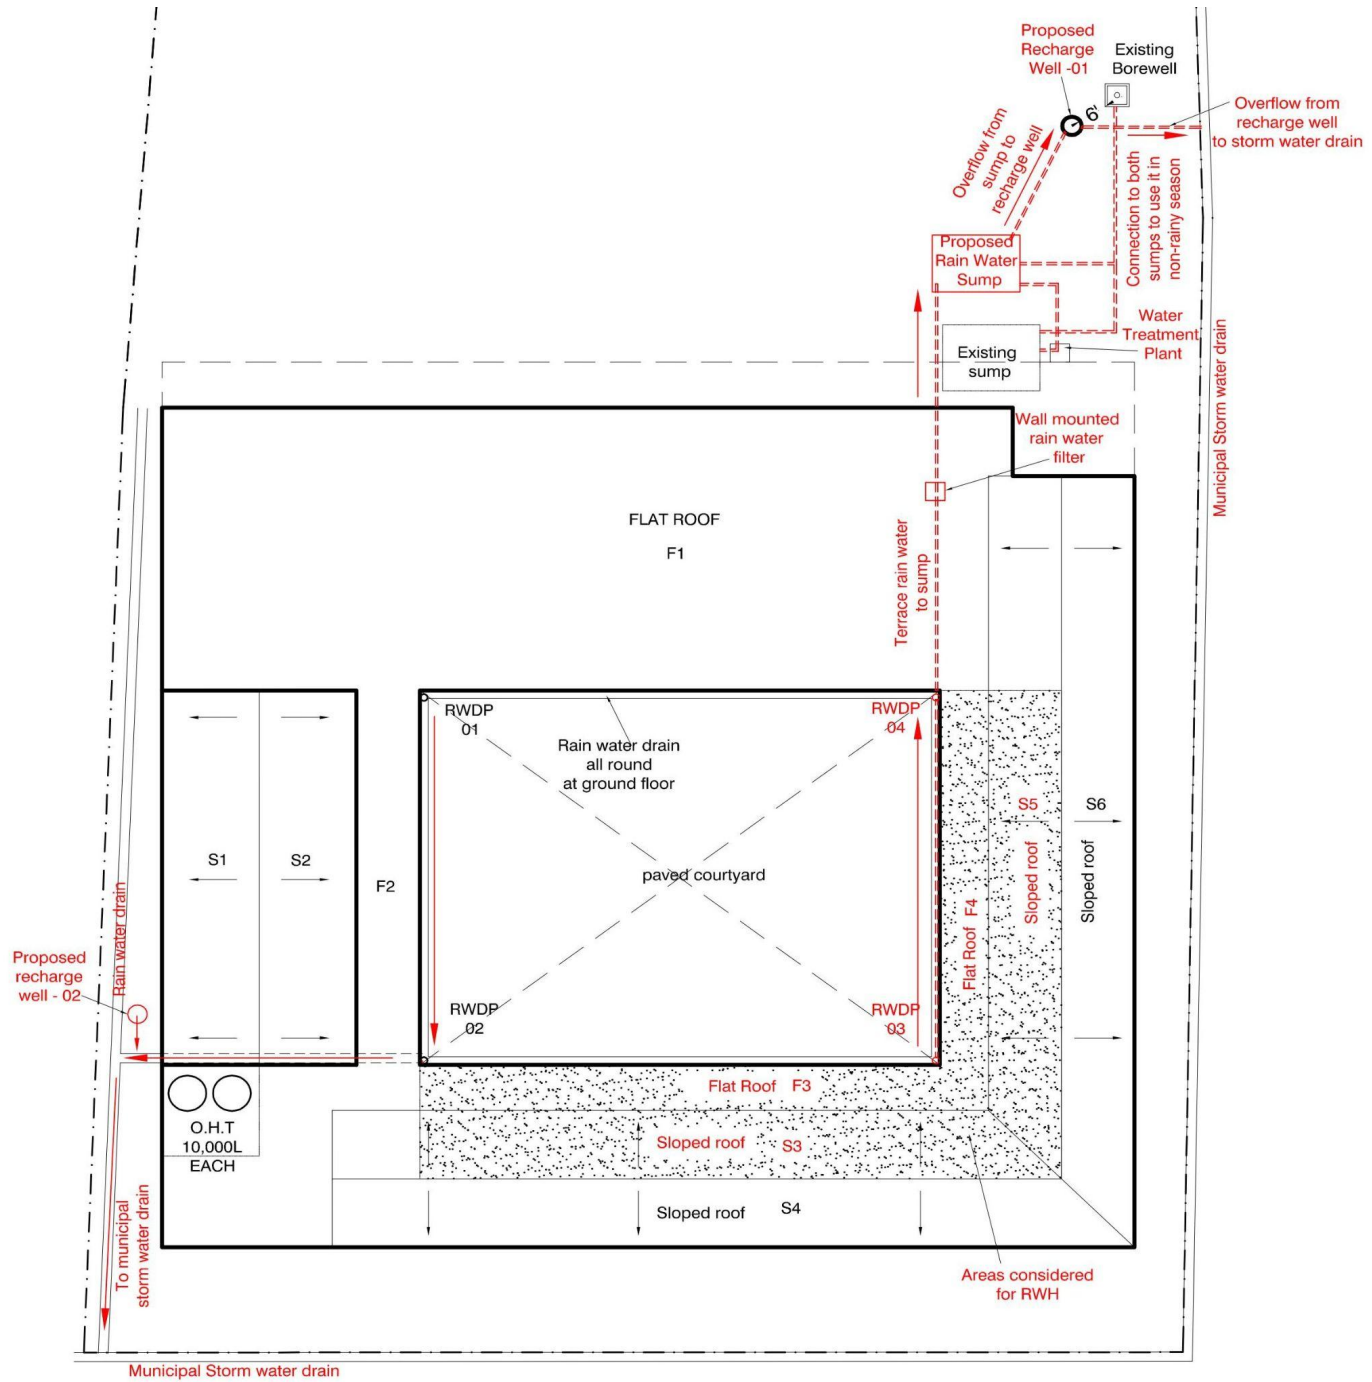 Proposed
Recharge
Well -01
Existing
Borewell
6'
Overflow from
recharge well
to storm water drain
Overflow from
sump to
recharge well
Connection to both
sumps to use it in
non-rainy season
Proposed
Rain Water
Sump
Water
Treatment
Plant
Existing
sump
Municipal Storm water drain
Wall mounted
rain water
filter
FLAT ROOF
F1
Terrace rain water
to sump
RWDP
01
RWDP
04
Rain water drain
all round
at ground floor
S5
S6
Sloped roof
Sloped roof
S1
S2
F2
paved courtyard
Flat Roof F4
Rain water drain
Proposed
recharge
well - 02
RWDP
02
RWDP
03
Flat Roof F3
O.H.T
10,000L
EACH
Sloped roof S3
Sloped roof S4
To municipal
storm water drain
Areas considered
for RWH
Municipal Storm water drain